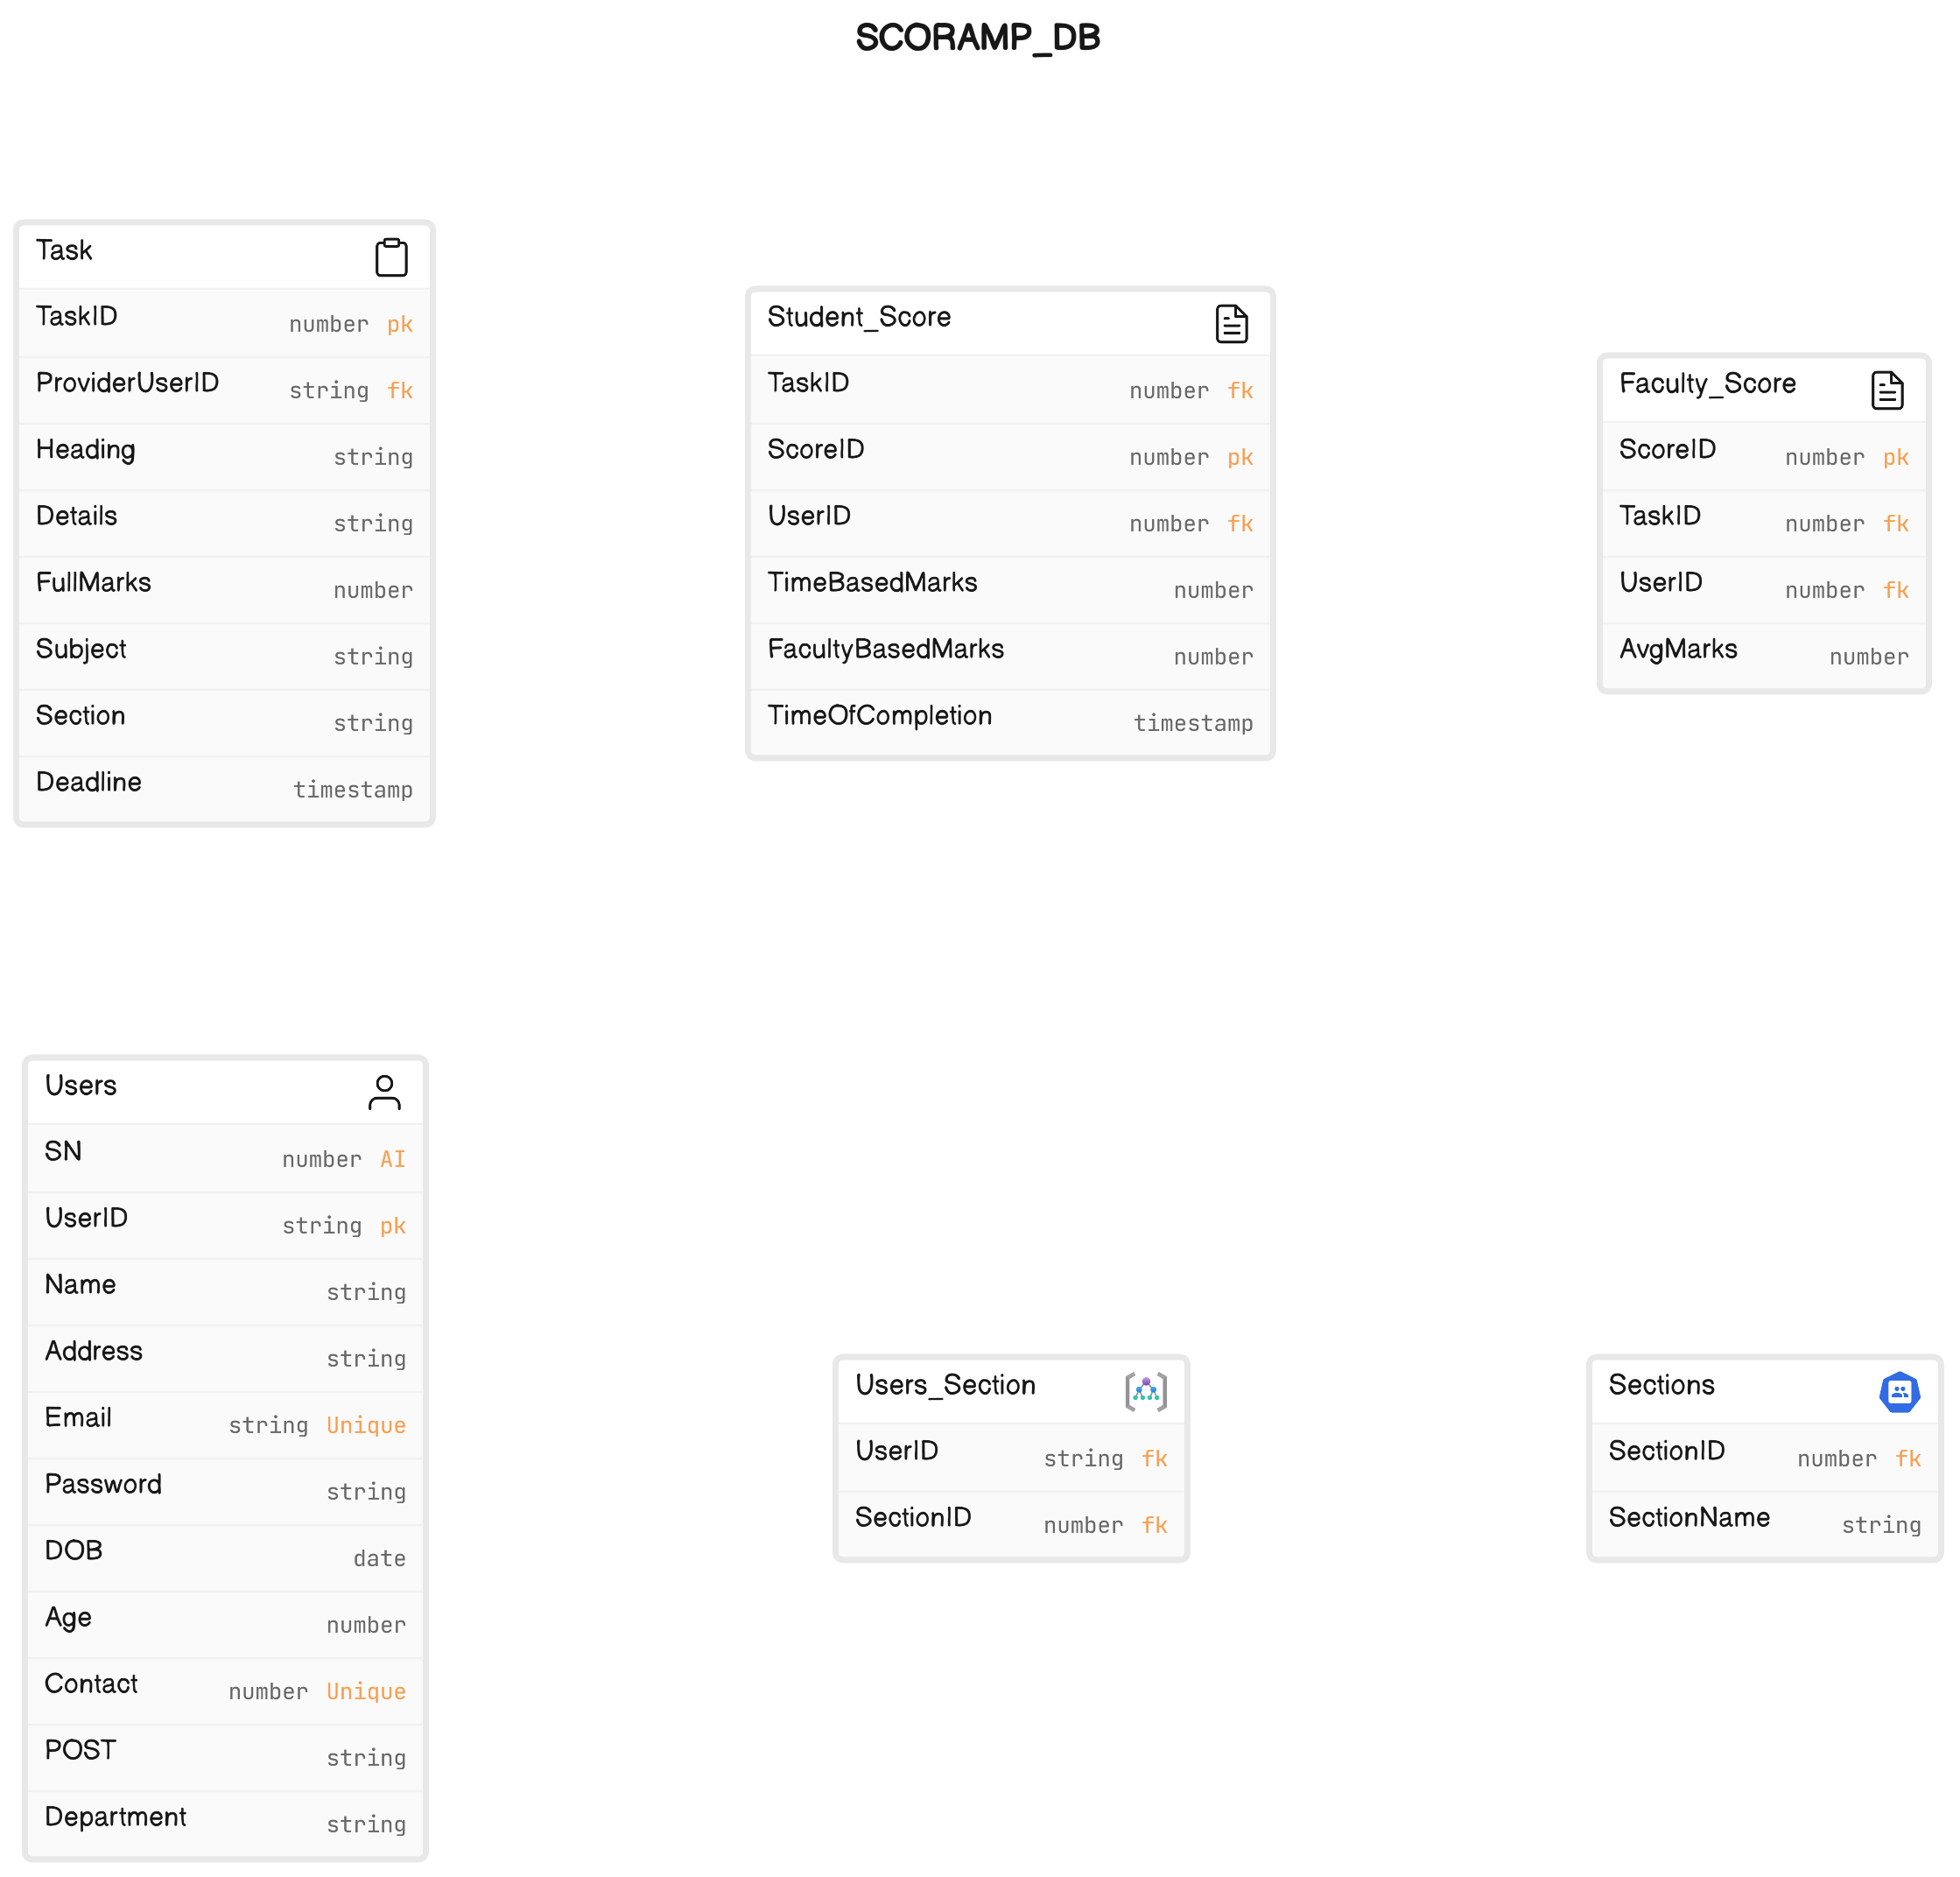 SCORAMP_DB
Task
TaskID number pk
ProviderUserID string fk
Heading string
Details string
FullMarks number
Subject string
Section string
Deadline timestamp
Student_Score
TaskID number fk
ScoreID number pk
UserID number fk
TimeBasedMarks number
FacultyBasedMarks number
TimeOfCompletion timestamp
Faculty_Score
ScoreID number pk
TaskID number fk
UserID number fk
AvgMarks number
Users
SN number AI
UserID string pk
Name string
Address string
Email string Unique
Password string
DOB date
Age number
Contact number Unique
POST string
Department string
Users_Section
UserID string fk
SectionID number fk
Sections
SectionID number fk
SectionName string